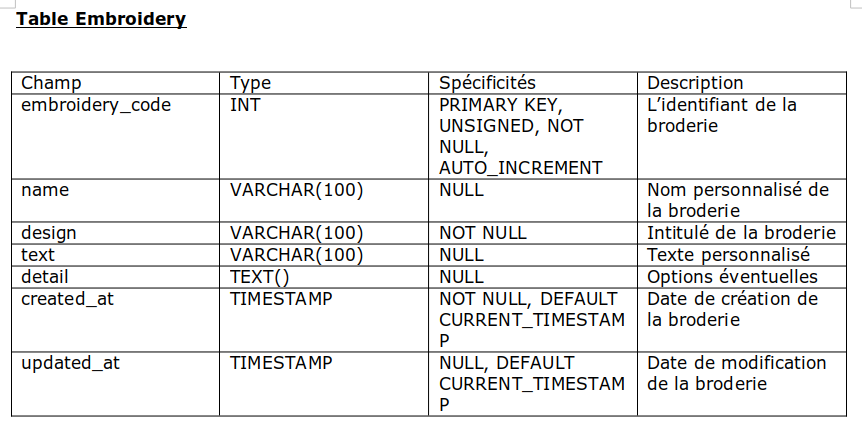 Table Embroidery
Champ Type Spécificités Description
embroidery_code INT PRIMARY KEY, L’identifiant de la
UNSIGNED, NOT broderie
NULL,
AUTO_INCREMENT
name VARCHAR(100) NULL Nom personnalisé de
la broderie
design VARCHAR(100) NOT NULL Intitulé de la broderie
text VARCHAR(100) NULL Texte personnalisé
detail TEXT() NULL Options éventuelles
created_at TIMESTAMP NOT NULL, DEFAULT Date de création de
CURRENT_TIMESTAM la broderie
P
updated_at TIMESTAMP NULL, DEFAULT Date de modification
CURRENT_TIMESTAM de la broderie
P